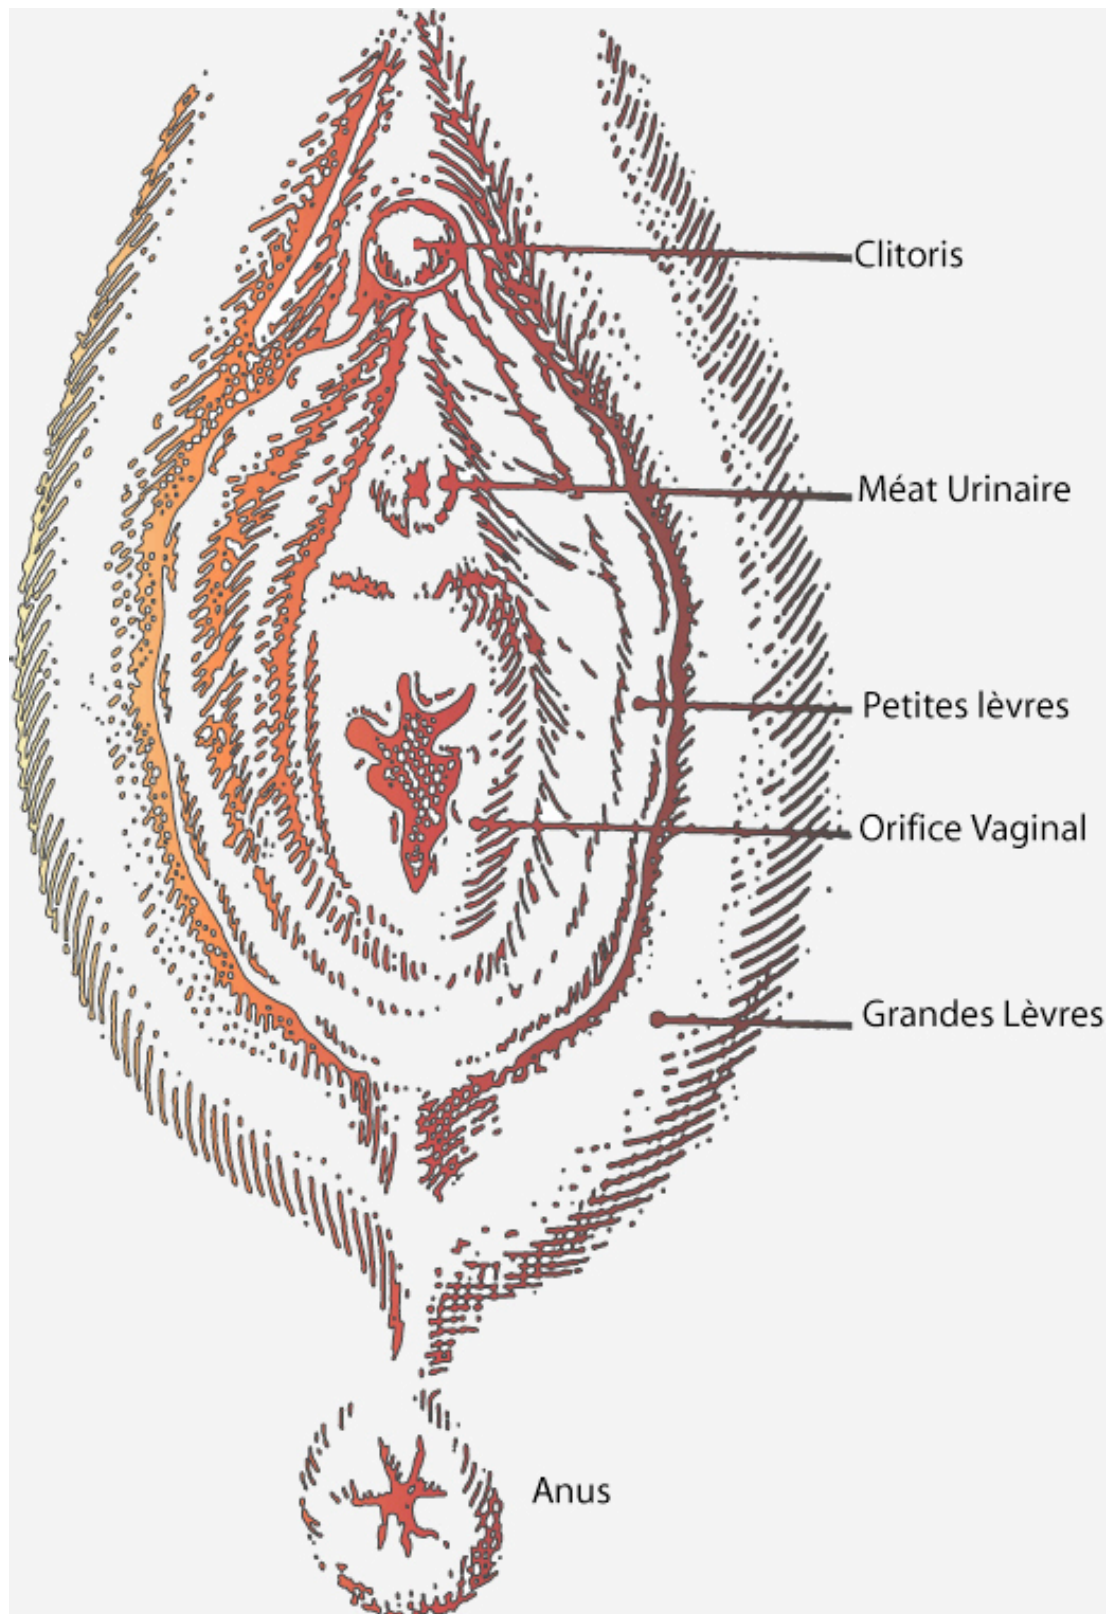 Clitoris
Méat Urinaire
Petites lèvres
Orifice Vaginal
Grandes Lèvres
Anus